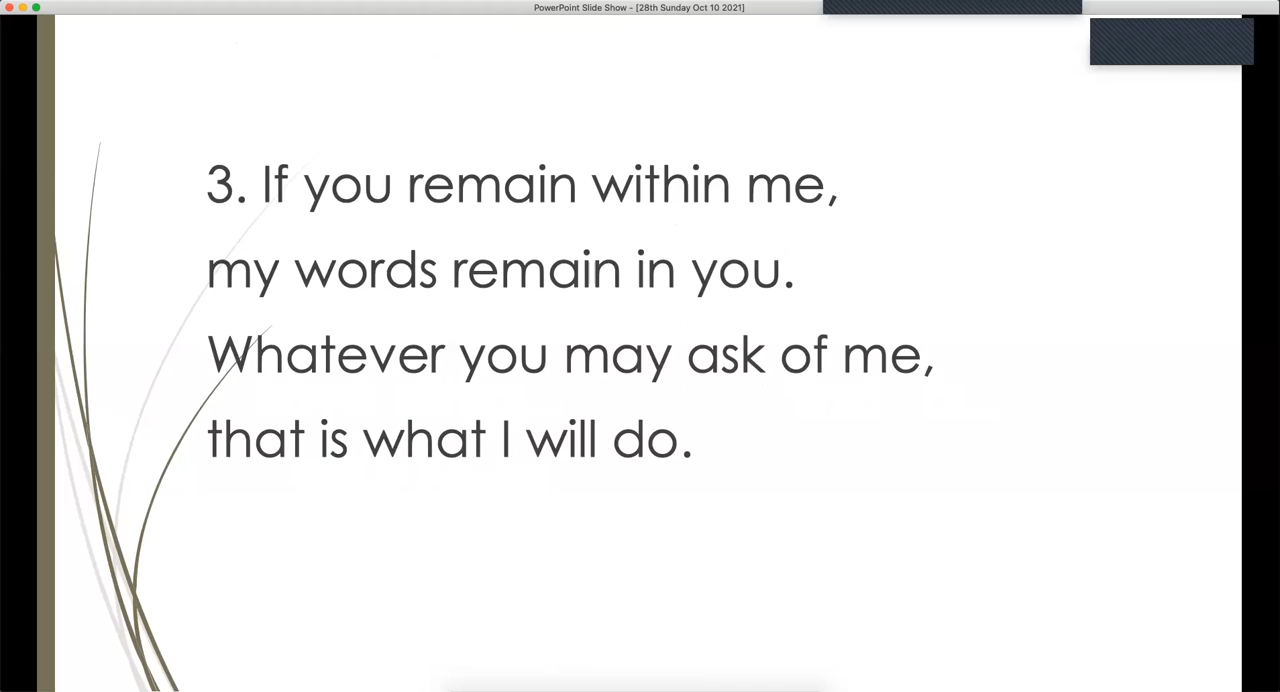 PowerPoint Slide Show - [28th Sunday Oct 10 2021]
3. If you remain within me,
my words remain in you.
Whatever you may ask of me,
that is what I will do.